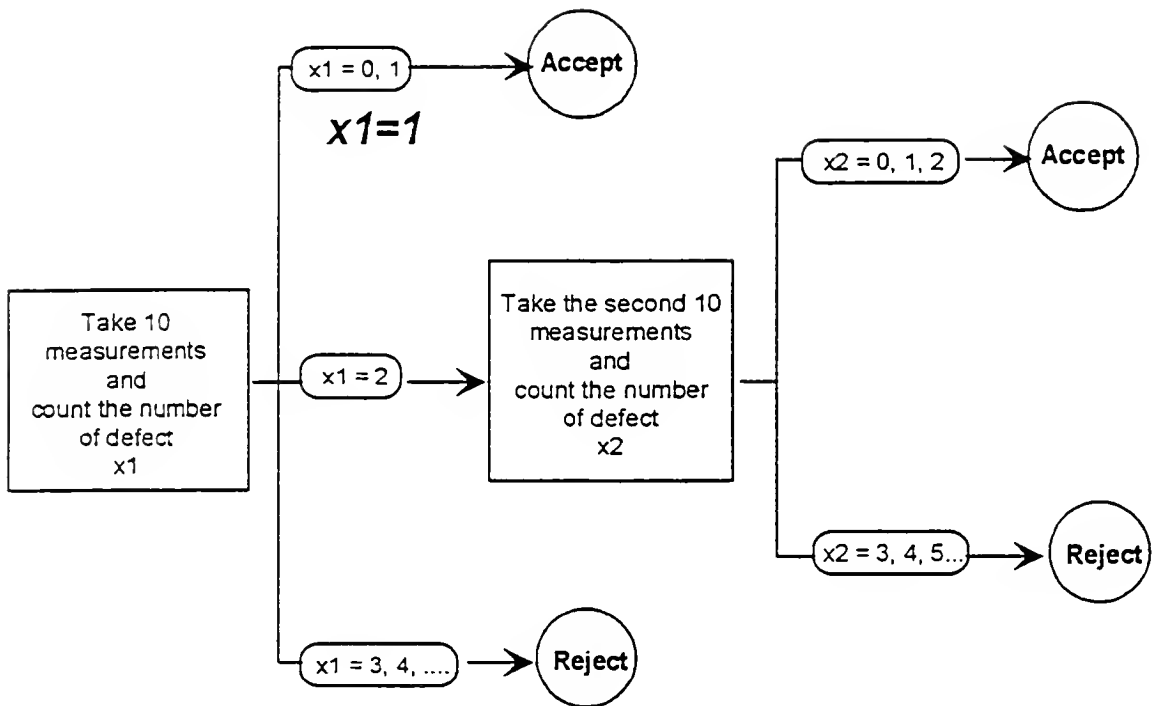 x1 = 0, 1
Accept
x1=1
Take 10
measurements
and
count the number
of defect
x1
x1 = 2
Take the second 10
measurements
and
count the number
of defect
x2
x2 = 0, 1, 2
Accept
x2 = 3, 4, 5...
Reject
x1 = 3, 4, ....
Reject